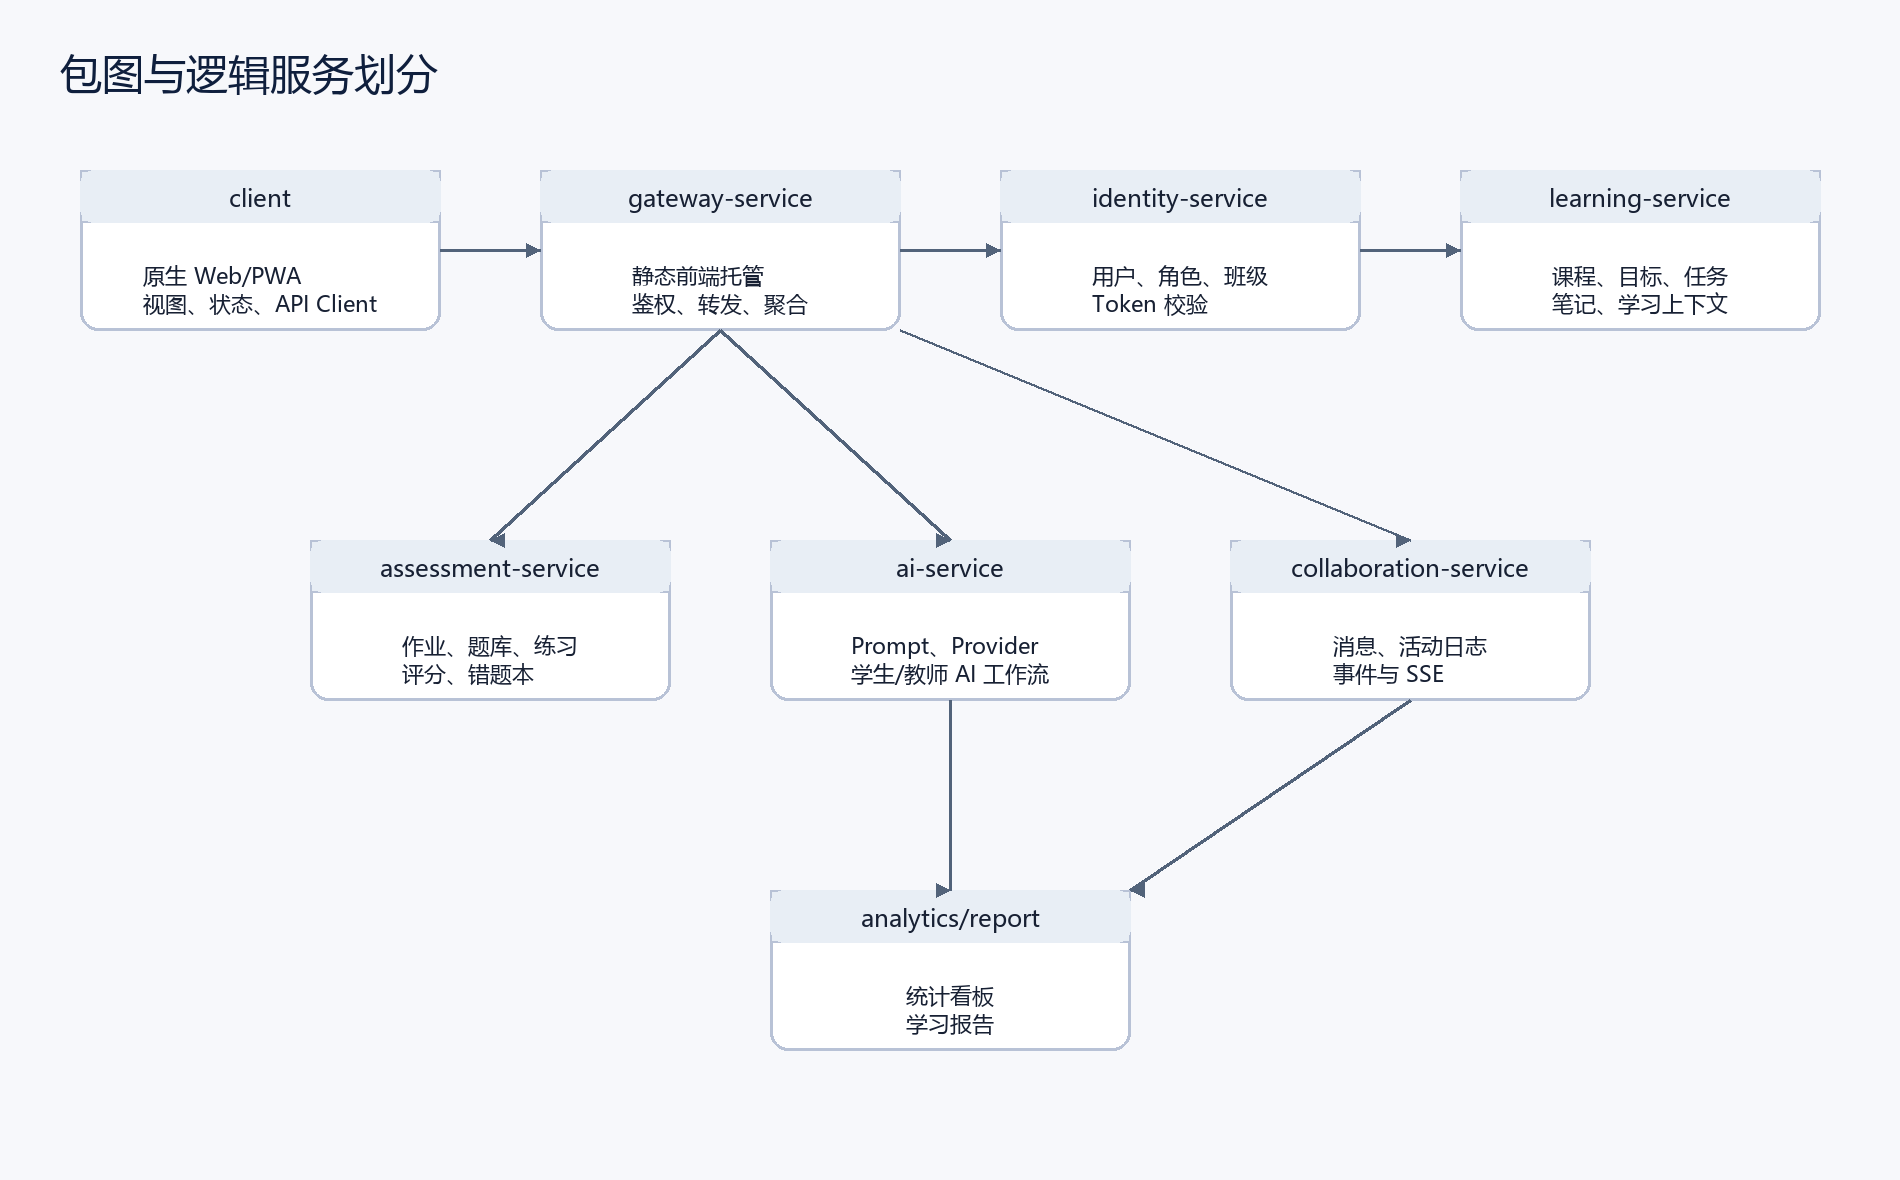 包图与逻辑服务划分
client
原生 Web/PWA
视图、状态、API Client
gateway-service
静态前端托管
鉴权、转发、聚合
identity-service
用户、角色、班级
Token 校验
learning-service
课程、目标、任务
笔记、学习上下文
assessment-service
作业、题库、练习
评分、错题本
ai-service
Prompt、Provider
学生/教师 AI 工作流
collaboration-service
消息、活动日志
事件与 SSE
analytics/report
统计看板
学习报告